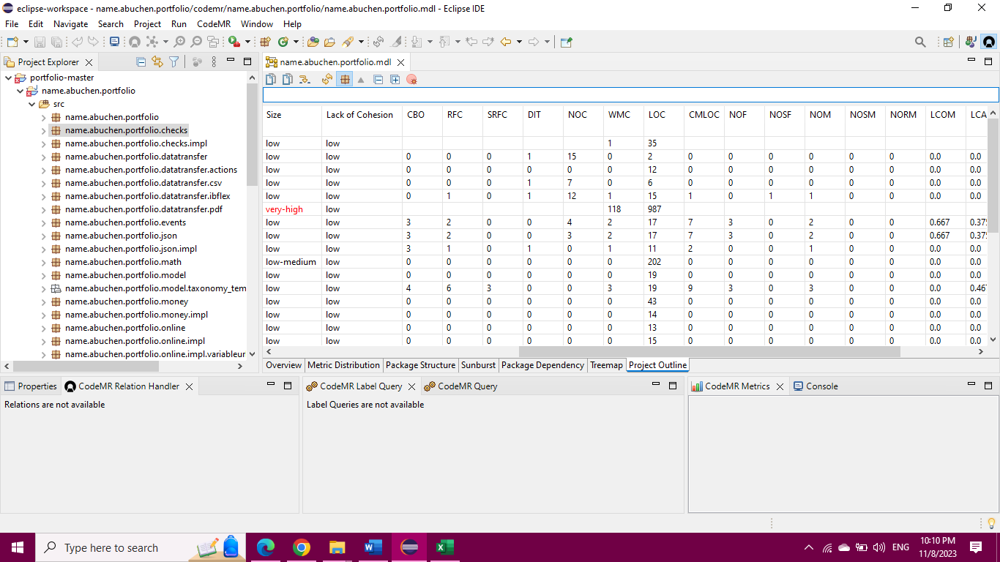 eclipse-workspace - name.abuchen.portfolio/codemr/name.abuchen.portfolio/name.abuchen.portfolio.mdl - Eclipse IDE
File Edit Navigate Search Project Run CodeMR Window Help
Project Explorer
portfolio-master
name.abuchen.portfolio
src
name.abuchen.portfolio
name.abuchen.portfolio.checks
name.abuchen.portfolio.checks.impl
name.abuchen.portfolio.datatransfer
name.abuchen.portfolio.datatransfer.actions
name.abuchen.portfolio.datatransfer.csv
name.abuchen.portfolio.datatransfer.ibflex
name.abuchen.portfolio.datatransfer.pdf
name.abuchen.portfolio.events
name.abuchen.portfolio.json
name.abuchen.portfolio.json.impl
name.abuchen.portfolio.math
name.abuchen.portfolio.model
name.abuchen.portfolio.model.taxonomy_tem
name.abuchen.portfolio.money
name.abuchen.portfolio.money.impl
name.abuchen.portfolio.online
name.abuchen.portfolio.online.impl
name.abuchen.portfolio.online.impl.variableur
name.abuchen.portfolio.mdl
Size Lack of Cohesion CBO RFC SRFC DIT NOC WMC LOC CMLOC NOF NOSF NOM NOSM NORM LCOM LCA
low low 1 35
low low 0 0 0 1 15 0 2 0 0 0 0 0 0 0.0 0.0
low low 0 0 0 0 0 0 12 0 0 0 0 0 0 0.0 0.0
low low 0 0 0 1 7 0 6 0 0 0 0 0 0 0.0 0.0
low low 0 1 0 1 12 1 15 1 0 1 1 0 0 0.0 0.0
very-high low 118 987
low low 3 2 0 0 4 2 17 7 3 0 2 0 0 0.667 0.375
low low 3 2 0 0 3 2 17 7 3 0 2 0 0 0.667 0.375
low low 3 1 0 1 0 1 11 2 0 0 1 0 0 0.0 0.0
low-medium low 0 0 0 0 0 0 202 0 0 0 0 0 0 0.0 0.0
low low 0 0 0 0 0 0 19 0 0 0 0 0 0 0.0 0.0
low low 4 6 3 0 0 3 19 9 3 0 3 0 0 0.0 0.467
low low 0 0 0 0 0 0 43 0 0 0 0 0 0 0.0 0.0
low low 0 0 0 0 0 0 14 0 0 0 0 0 0 0.0 0.0
low low 0 0 0 0 0 0 13 0 0 0 0 0 0 0.0 0.0
low low 0 0 0 0 0 0 15 0 0 0 0 0 0 0.0 0.0
Overview Metric Distribution Package Structure Sunburst Package Dependency Treemap Project Outline
Properties CodeMR Relation Handler
Relations are not available
CodeMR Label Query CodeMR Query
Label Queries are not available
CodeMR Metrics Console
Type here to search
ENG
10:10 PM
11/8/2023